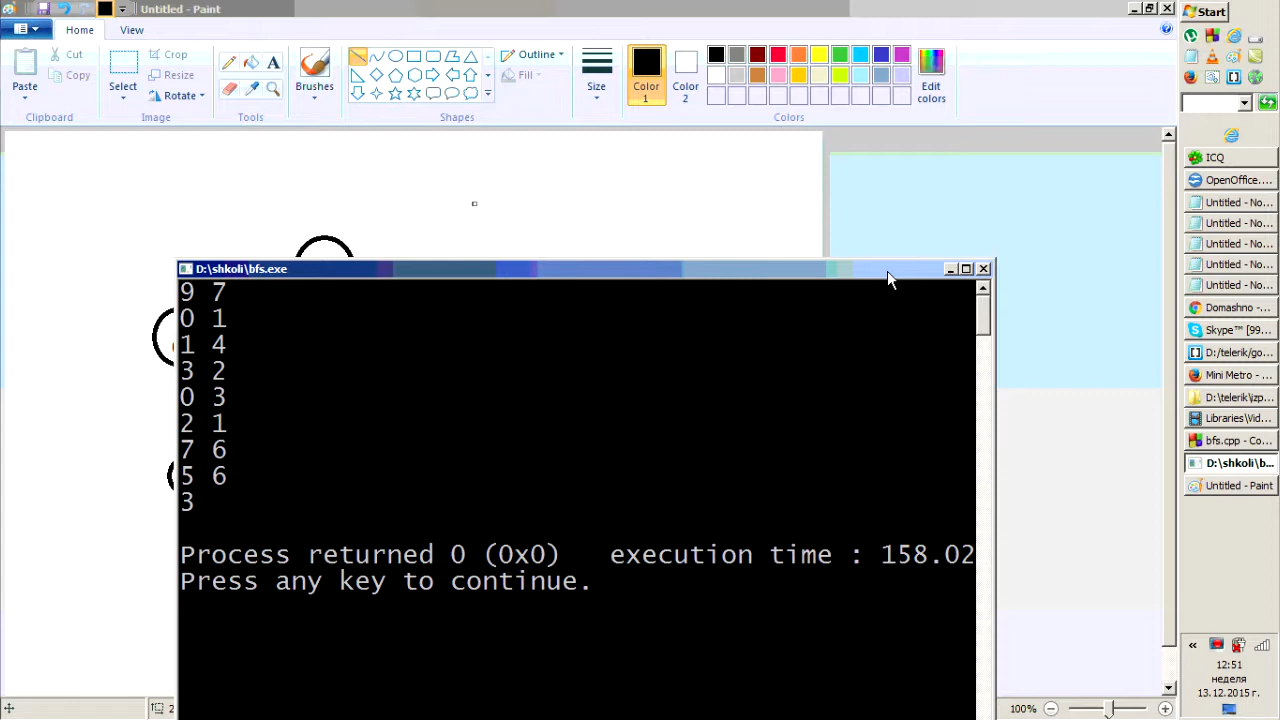 Untitled - Paint
Start
Home
View
Paste
Cut
Copy
Clipboard
Select
Crop
Resize
Rotate
Image
Tools
Brushes
Shapes
Outline
Fill
Size
Color
1
Color
2
Edit
colors
Colors
D:\shkoli\bfs.exe
9 7
0 1
1 4
3 2
0 3
2 1
7 6
5 6
3
Process returned 0 (0x0) execution time : 158.02
Press any key to continue.
ICQ
OpenOffice....
Untitled - No...
Untitled - No...
Untitled - No...
Untitled - No...
Untitled - No...
Domashno -...
Skype™ [99...
D:/telerik/go...
Mini Metro - ...
D:\telerik\izp...
Libraries\Vid...
bfs.cpp - Co...
D:\shkoli\b...
Untitled - Paint
12:51
неделя
13.12.2015 г.
2
100%